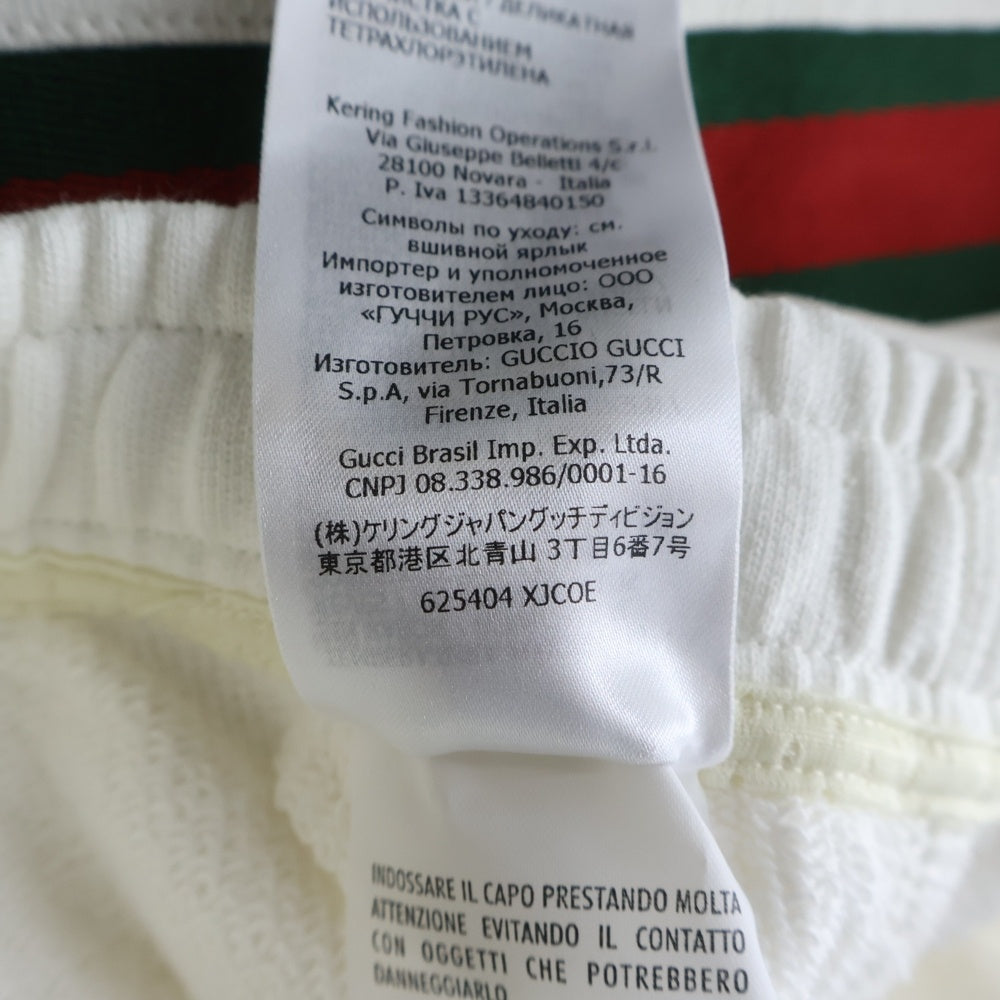 ДЕЛИКАТНАЯ
ЧИСТКА С
ИСПОЛЬЗОВАНИЕМ
ТЕТРАХЛОРЭТИЛЕНА
Kering Fashion Operations S.r.l.
Via Giuseppe Belletti 4/c
28100 Novara - Italia
P. Iva 13364840150
Символы по уходу: см.
вшивной ярлык
Импортер и уполномоченное
изготовителем лицо: ООО
«ГУЧЧИ РУС», Москва,
Петровка, 16
Изготовитель: GUCCIO GUCCI
S.p.A, via Tornabuoni,73/R
Firenze, Italia
Gucci Brasil Imp. Exp. Ltda.
CNPJ 08.338.986/0001-16
(株)ケリングジャパングッチディビジョン
東京都港区北青山 3丁目6番7号
625404 XJCOE
INDOSSARE IL CAPO PRESTANDO MOLTA
ATTENZIONE EVITANDO IL CONTATTO
CON OGGETTI CHE POTREBBERO
DANNEGGIARLO